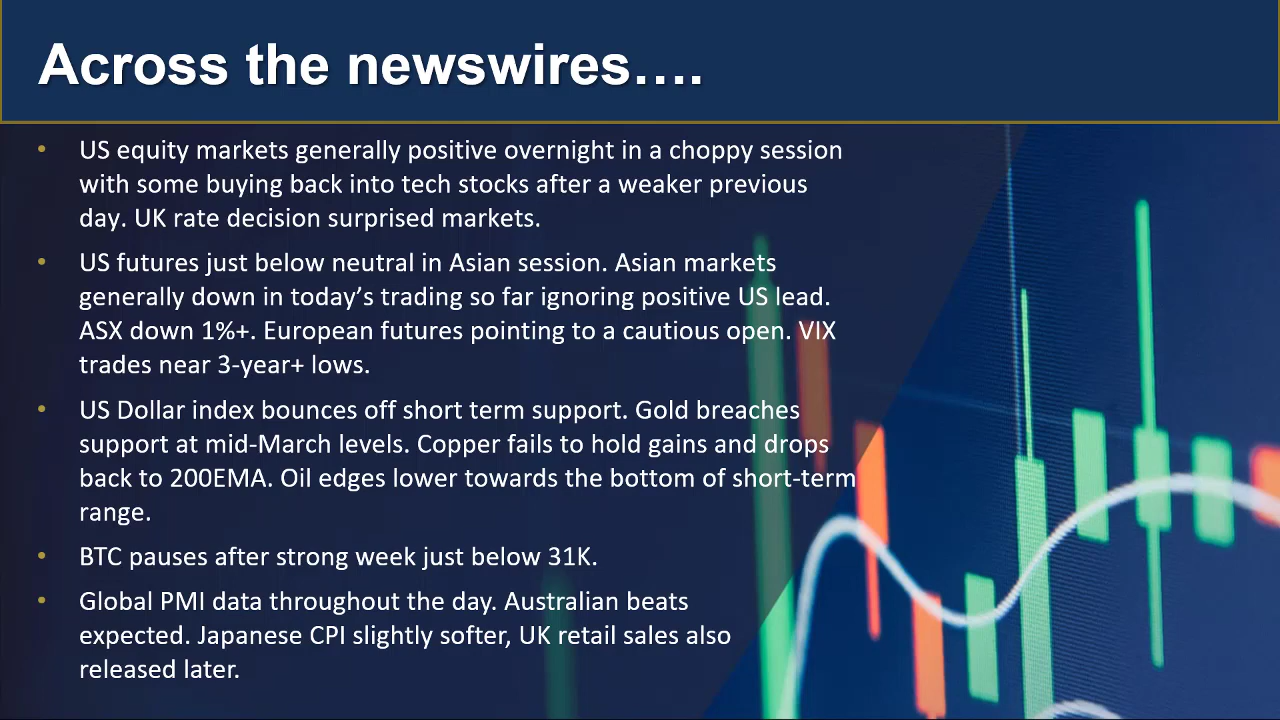 Across the newswires….
• US equity markets generally positive overnight in a choppy session
with some buying back into tech stocks after a weaker previous
day. UK rate decision surprised markets.
• US futures just below neutral in Asian session. Asian markets
generally down in today’s trading so far ignoring positive US lead.
ASX down 1%+. European futures pointing to a cautious open. VIX
trades near 3-year+ lows.
• US Dollar index bounces off short term support. Gold breaches
support at mid-March levels. Copper fails to hold gains and drops
back to 200EMA. Oil edges lower towards the bottom of short-term
range.
• BTC pauses after strong week just below 31K.
• Global PMI data throughout the day. Australian beats
expected. Japanese CPI slightly softer, UK retail sales also
released later.